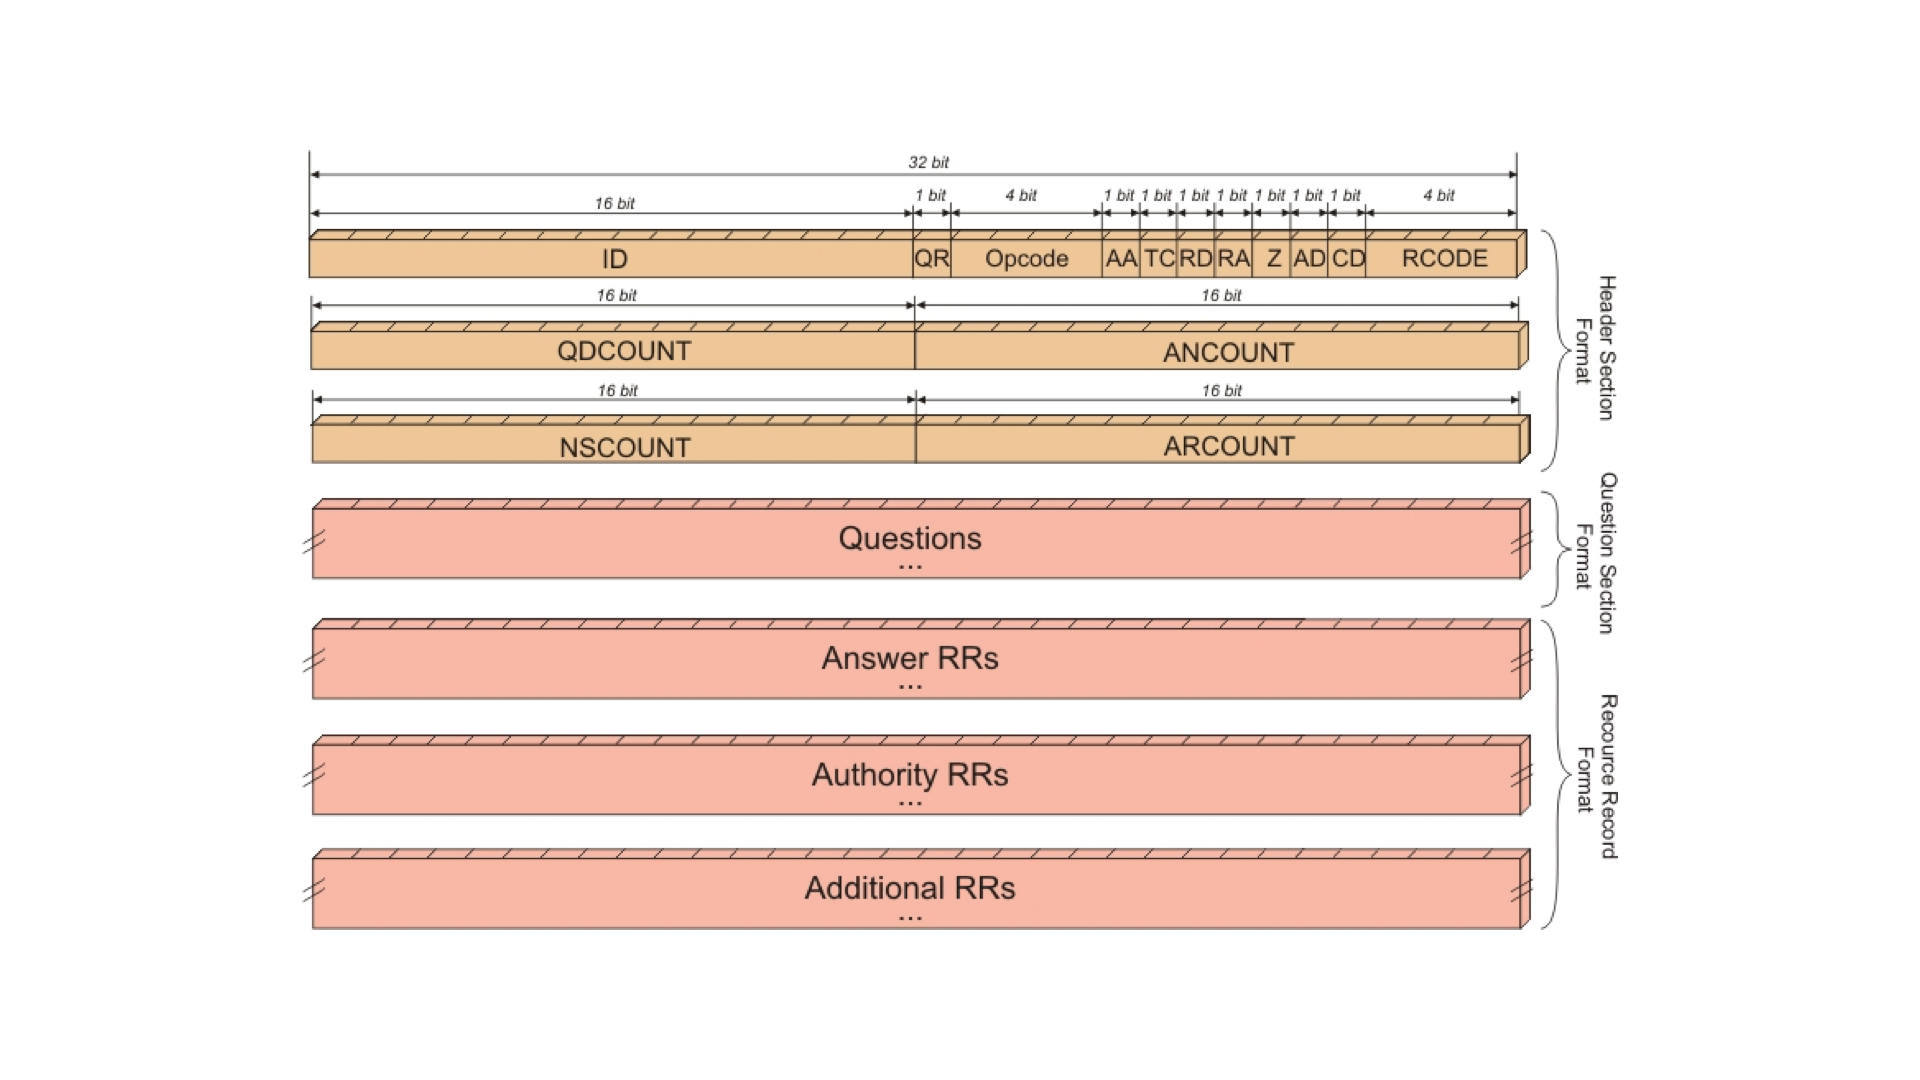 32 bit
16 bit 1 bit 4 bit 1 bit 1 bit 1 bit 1 bit 1 bit 1 bit 1 bit 4 bit
ID QR Opcode AA TC RD RA Z AD CD RCODE
16 bit 16 bit
QDCOUNT ANCOUNT
16 bit 16 bit
NSCOUNT ARCOUNT
Header Section
Format
Questions
...
Question Section
Format
Answer RRs
...
Authority RRs
...
Additional RRs
...
Recource Record
Format